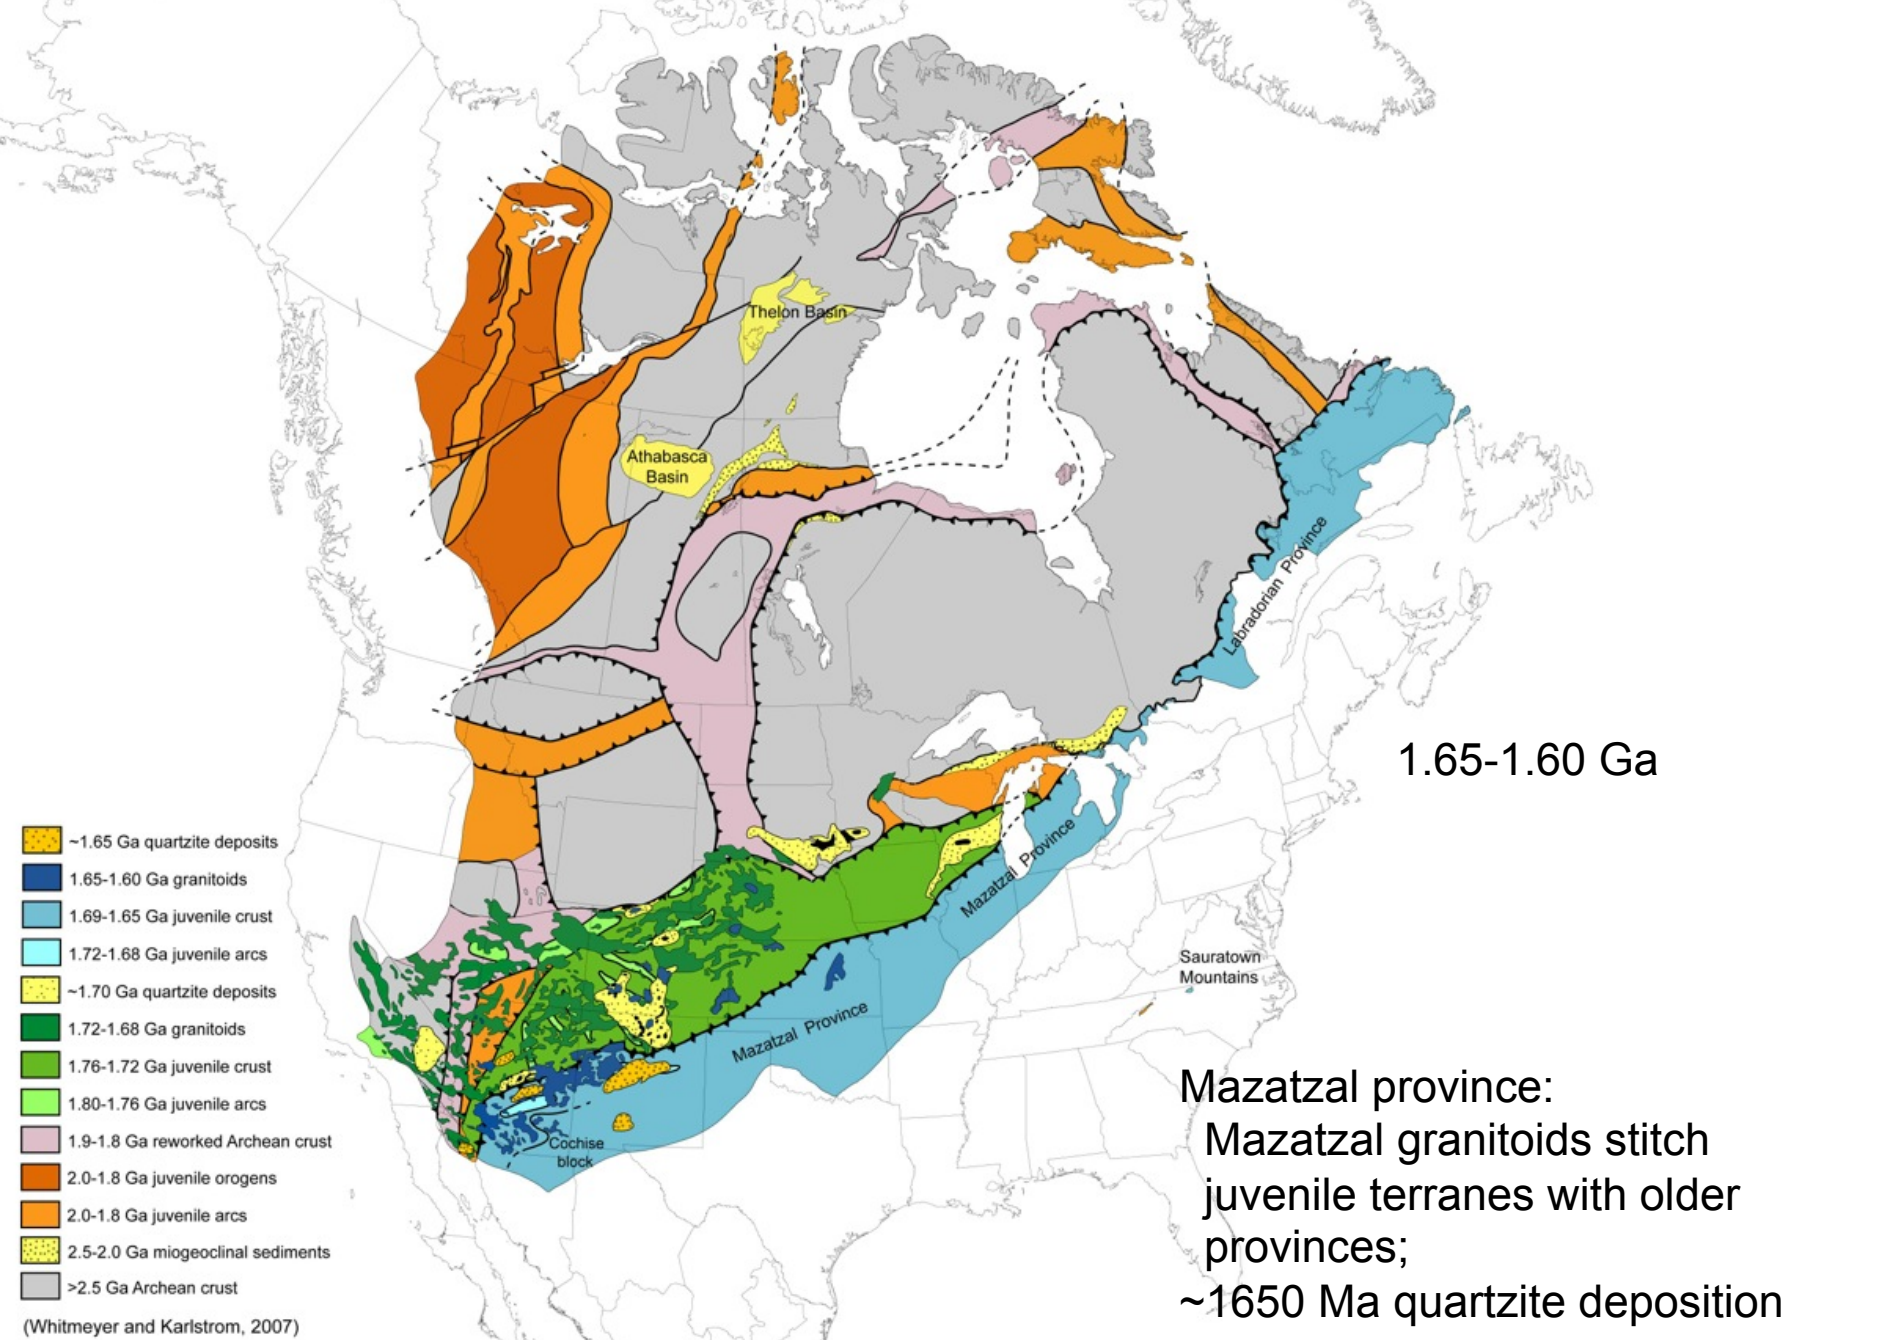 Thelon Basin
Athabasca
Basin
Labradorian Province
1.65-1.60 Ga
Mazatzal Province
Mazatzal Province
Sauratown
Mountains
Cochise
block
~1.65 Ga quartzite deposits
1.65-1.60 Ga granitoids
1.69-1.65 Ga juvenile crust
1.72-1.68 Ga juvenile arcs
~1.70 Ga quartzite deposits
1.72-1.68 Ga granitoids
1.76-1.72 Ga juvenile crust
1.80-1.76 Ga juvenile arcs
1.9-1.8 Ga reworked Archean crust
2.0-1.8 Ga juvenile orogens
2.0-1.8 Ga juvenile arcs
2.5-2.0 Ga miogeoclinal sediments
>2.5 Ga Archean crust
(Whitmeyer and Karlstrom, 2007)
Mazatzal province:
Mazatzal granitoids stitch
juvenile terranes with older
provinces;
~1650 Ma quartzite deposition